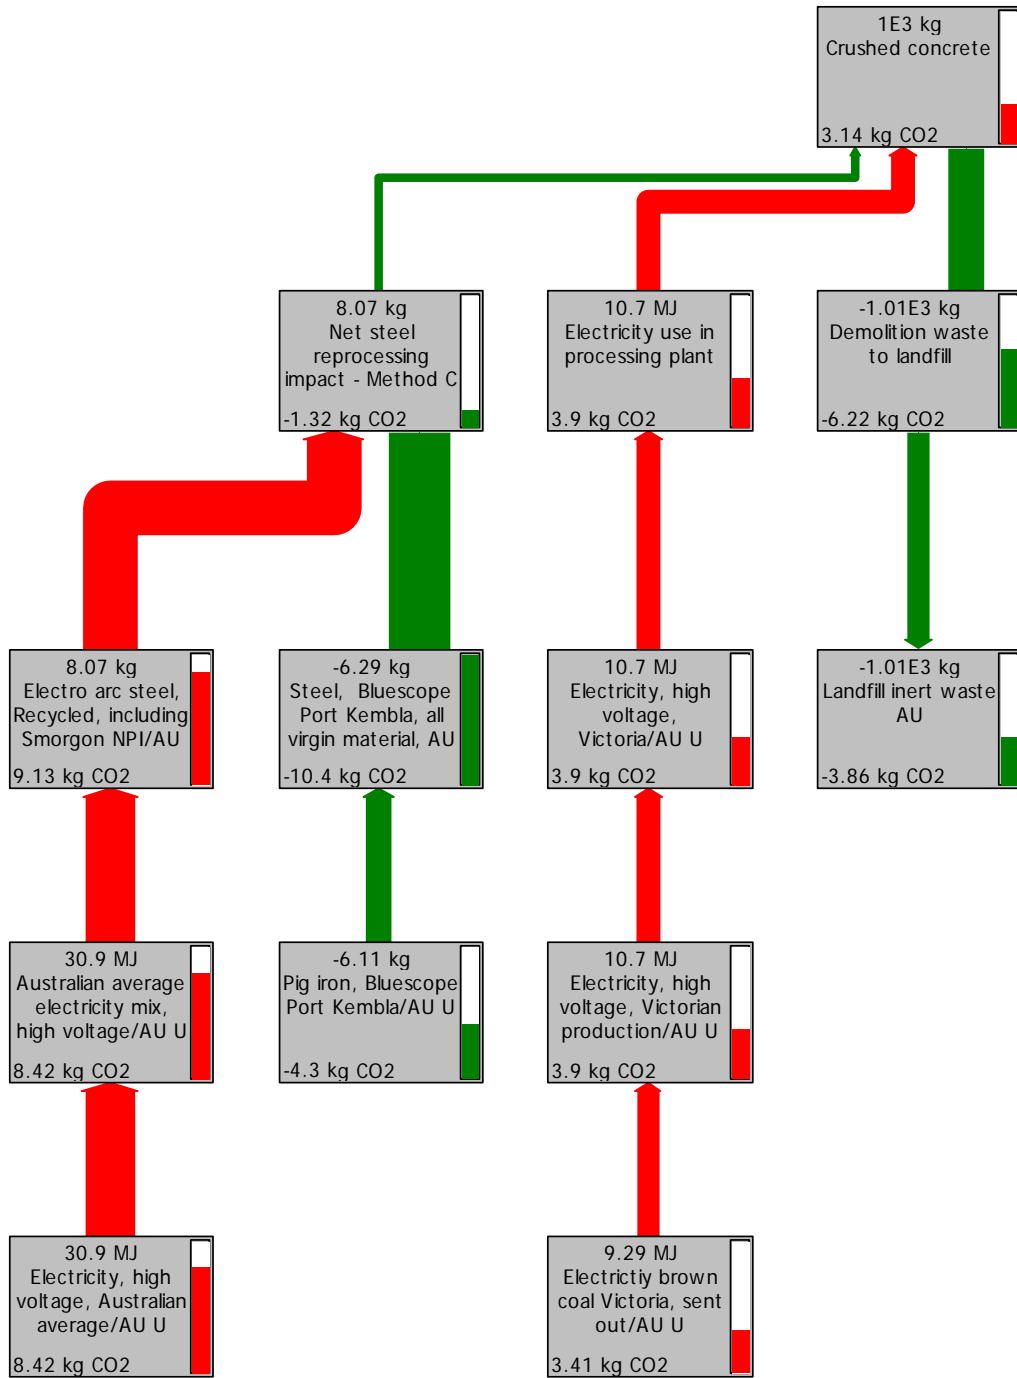 1E3 kg
Crushed concrete
3.14 kg CO2
8.07 kg
Net steel
reprocessing
impact - Method C
-1.32 kg CO2
10.7 MJ
Electricity use in
processing plant
3.9 kg CO2
-1.01E3 kg
Demolition waste
to landfill
-6.22 kg CO2
8.07 kg
Electro arc steel,
Recycled, including
Smorgon NPI/AU
9.13 kg CO2
-6.29 kg
Steel, Bluescope
Port Kembla, all
virgin material, AU
-10.4 kg CO2
10.7 MJ
Electricity, high
voltage,
Victoria/AU U
3.9 kg CO2
-1.01E3 kg
Landfill inert waste
AU
-3.86 kg CO2
30.9 MJ
Australian average
electricity mix,
high voltage/AU U
8.42 kg CO2
-6.11 kg
Pig iron, Bluescope
Port Kembla/AU U
-4.3 kg CO2
10.7 MJ
Electricity, high
voltage, Victorian
production/AU U
3.9 kg CO2
30.9 MJ
Electricity, high
voltage, Australian
average/AU U
8.42 kg CO2
9.29 MJ
Electrictiy brown
coal Victoria, sent
out/AU U
3.41 kg CO2